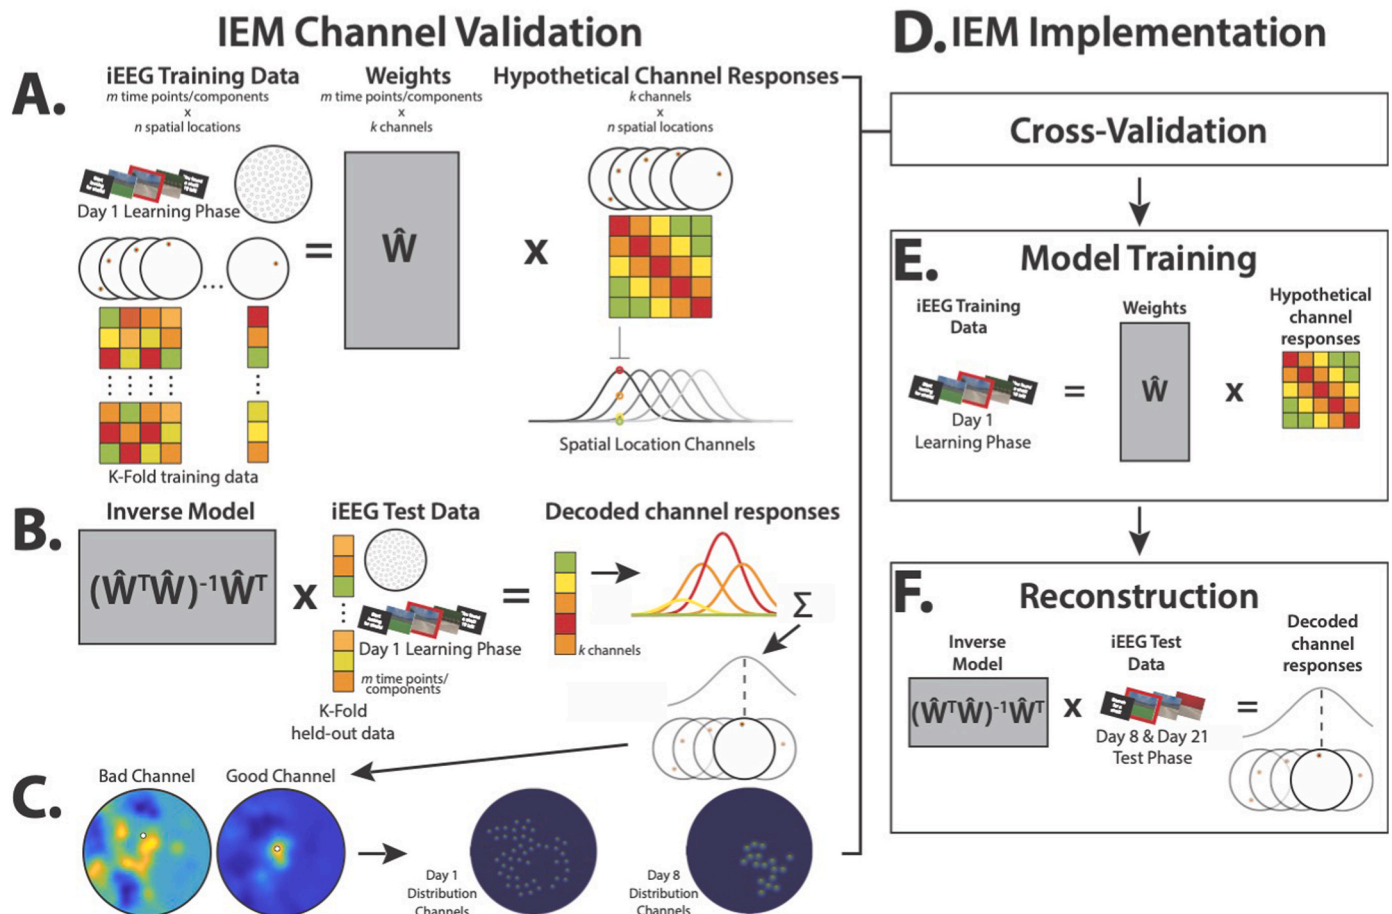 IEM Channel Validation
A.
iEEG Training Data
m time points/components
x
n spatial locations
Weights
m time points/components
x
k channels
Hypothetical Channel Responses
k channels
x
n spatial locations
Day 1 Learning Phase
...
=
Ŵ
x
K-Fold training data
Spatial Location Channels
B.
Inverse Model
(ŴᵀŴ)⁻¹Ŵᵀ
x
iEEG Test Data
Day 1 Learning Phase
m time points/
components
K-Fold
held-out data
=
Decoded channel responses
k channels
Σ
C.
Bad Channel
Good Channel
Day 1
Distribution
Channels
Day 8
Distribution
Channels
D. IEM Implementation
Cross-Validation
E. Model Training
iEEG Training
Data
Day 1
Learning Phase
=
Weights
Ŵ
x
Hypothetical
channel
responses
F. Reconstruction
Inverse
Model
(ŴᵀŴ)⁻¹Ŵᵀ
x
iEEG Test
Data
Day 8 & Day 21
Test Phase
=
Decoded
channel
responses